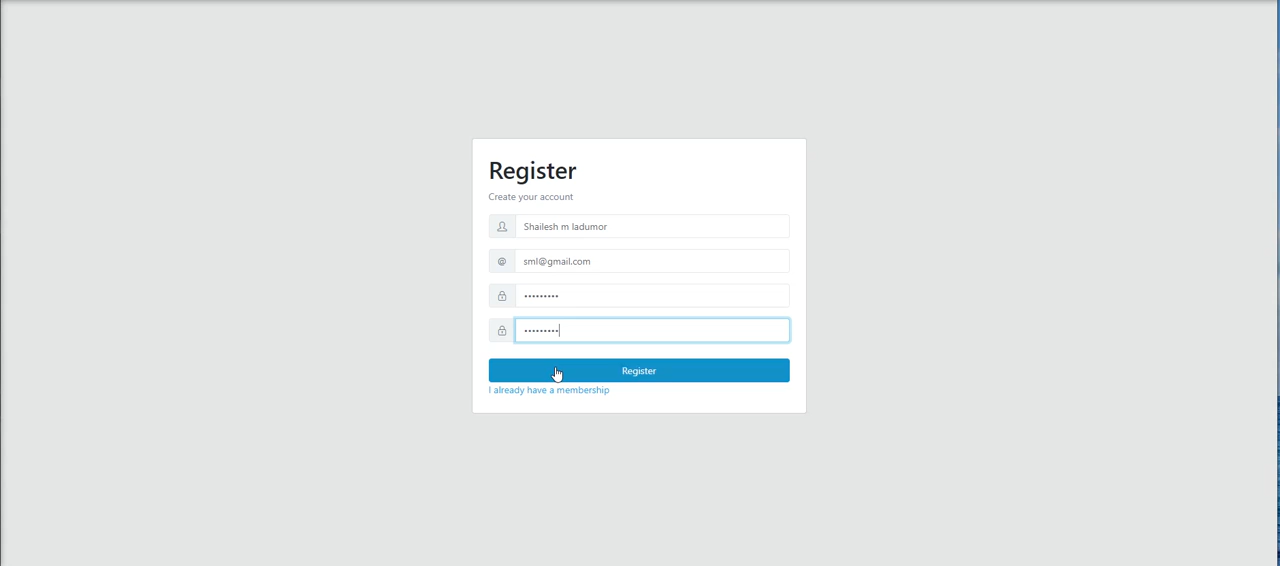 Register
Create your account
Shailesh m ladumor
@ sml@gmail.com
•••••••••
•••••••••
Register
I already have a membership